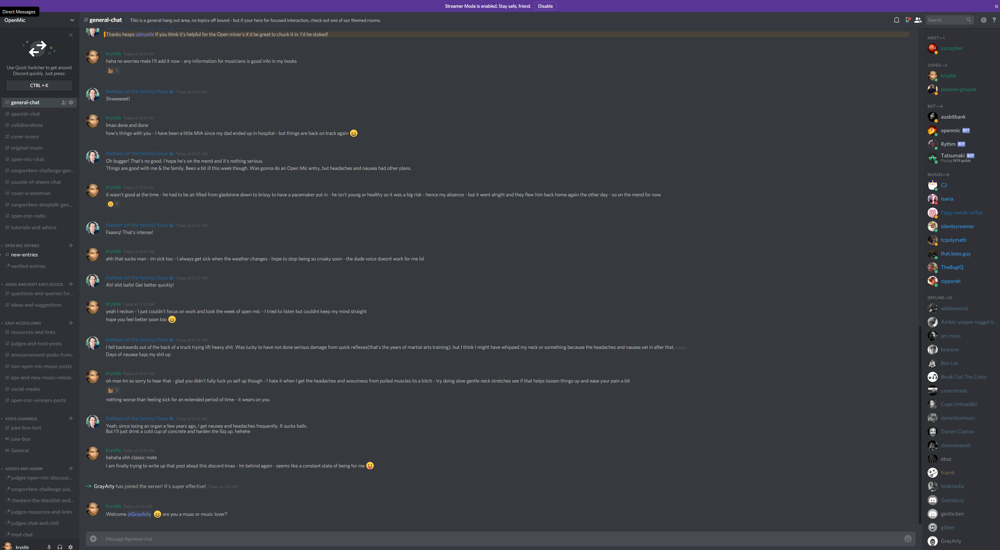 Streamer Mode is enabled. Stay safe, friend. Disable
Direct Messages
OpenMic
Use Quick Switcher to get around
Discord quickly. Just press:
CTRL + K
# general-chat
# spanish-chat
# collaborations
# cover-lovers
# original-music
# open-mic-chat
# songwriters-challenge-gen...
# sounds-of-steem-chat
# cover-a-steemian
# songwriters-shoptalk-gen...
# open-mic-radio
# tutorials-and-advice
OPEN MIC ENTRIES
# new-entries
# verified-entries
JUDGE AND HOST EASY ACCESS
# questions-and-queries-for...
# ideas-and-suggestions
EASY ACCESS LINKS
# resources-and-links
# judges-and-host-posts
# announcement-posts-from...
# non-open-mic-music-posts
# eps-and-new-music-releas...
# social-media
# open-mic-winners-posts
VOICE CHANNELS
# juke-box-text
juke-box
General
JUDGES AND ADMIN
# judges-open-mic-discussi...
# songwriters-challenge-jud...
# cheaters-the-blacklist-and...
# judges-resources-and-links
# judges-chat-and-chill
# mod-chat
krystle
# general-chat This is a general hang out area, no topics off bound - but if your here for focused interaction, check out one of our themed rooms.
Search @ ?
Thanks heaps @krystle If you think it's helpful for the Open micer's it'd be great to chuck it in. I'd be stoked!
krystle Today at 12:12 AM
haha no worries mate I'll add it now - any information for musicians is good info in my books
1
Nathan (of the family) Kaye Today at 12:18 AM
Shweeeeet!
krystle Today at 12:18 AM
lmao done and done
how's things with you - I have been a little MIA since my dad ended up in hospital - but things are back on track again 😄
Nathan (of the family) Kaye Today at 12:20 AM
Oh bugger! That's no good. I hope he's on the mend and it's nothing serious.
Things are good with me & the family. Been a bit ill this week though. Was gonna do an Open Mic entry, but headaches and nausea had other plans.
krystle Today at 12:21 AM
it wasn't good at the time - he had to be air lifted from gladstone down to brissy to have a pacemaker put in - he isn't young or healthy so it was a big risk - hence my absence - but it went alright and they flew him back home again the other day - so on the mend for now
1
Nathan (of the family) Kaye Today at 12:22 AM
Faaarq! That's intense!
krystle Today at 12:22 AM
ahh that sucks man - im sick too - I always get sick when the weather changes - hope to stop being so croaky soon - the dude voice doesnt work for me lol
Nathan (of the family) Kaye Today at 12:22 AM
Ah! shit balls! Get better quickly!
krystle Today at 12:23 AM
yeah I reckon - I just couldn't focus on work and took the week of open mic - I tried to listen but couldnt keep my mind straight
hope you feel better soon too 😄
Nathan (of the family) Kaye Today at 12:24 AM
I fell backwards out of the back of a truck trying lift heavy shit. Was lucky to have not done serious damage from quick reflexes(that's the years of martial arts training), but I think I might have whipped my neck or something because the headaches and nausea set in after that. (edited)
Days of nausea fuqs my shit up
krystle Today at 12:27 AM
oh man Im so sorry to hear that - glad you didn't fully fuck yo self up though - I hate it when I get the headaches and wooziness from pulled muscles its a bitch - try doing slow gentle neck stretches see if that helps loosen things up and ease your pain a bit
1
nothing worse than feeling sick for an extended period of time - it wears on you
Nathan (of the family) Kaye Today at 12:37 AM
Yeah, since losing an organ a few years ago, I get nausea and headaches frequently. It sucks balls.
But I'll just drink a cold cup of concrete and harden the füq up. hehehe
krystle Today at 12:41 AM
bahaha ohh classic mate
I am finally trying to write up that post about this discord lmao - Im behind again - seems like a constant state of being for me 😛
GrayArty has joined the server! It's super effective! Today at 1:45 AM
krystle Today at 1:55 AM
Welcome @GrayArty 😄 are you a muso or music lover?
Message #general-chat
HOST—1
luzcypher
JUDGE—2
krystle
passion-ground
BOT—4
ausbitbank
openmic BOT
Rythm BOT
Tatsumaki BOT
Playing 1579 guilds
MUSOS—8
C2
Isaria
Piggy needs coffee
silentscreamer
tcpolymath
that.bass.guy
TheBugIQ
zipporah
OFFLINE—51
addiesworld
Amber-yooper nugget b...
art-mess
bearone
Ben Lee
Break Out The Crazy
caracortada
Cope (mfxae86)
danieldyemusic
Darren Claxton
dinoromanelli
eboz
fraenk
funkmedia
GeenaIzzy
gentle.ben
gibber
GrayArty